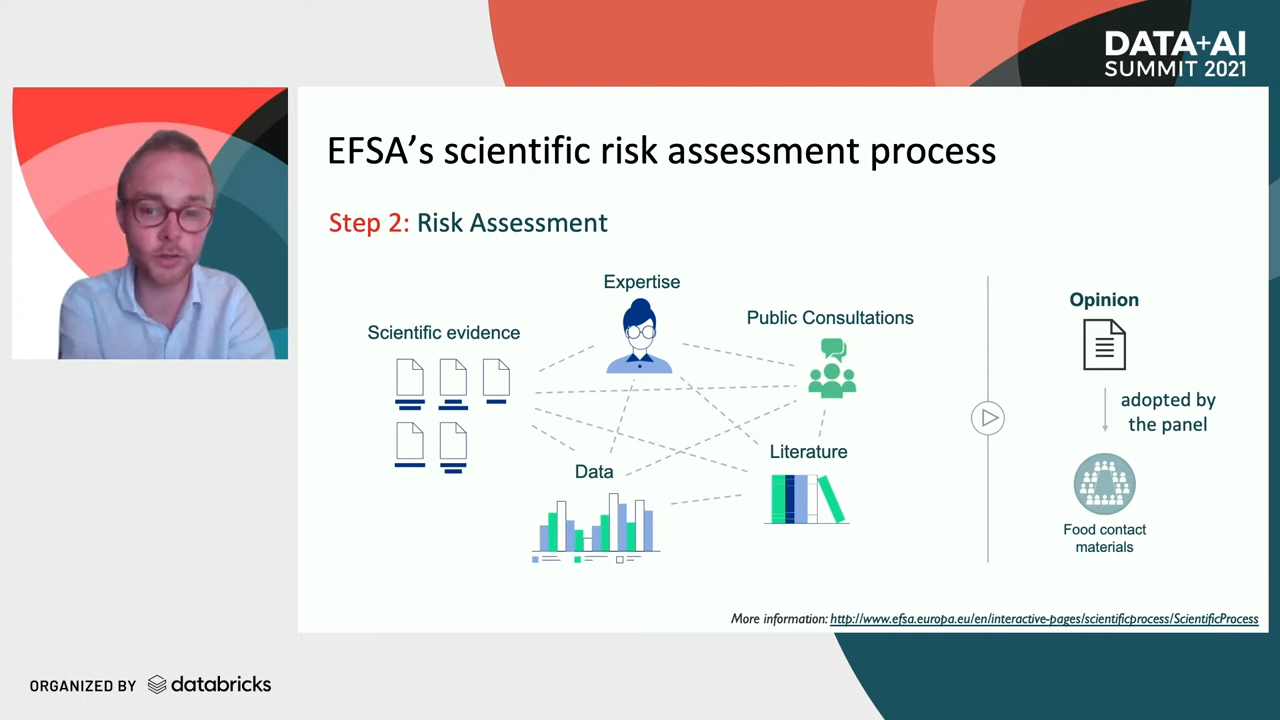 DATA+AI
SUMMIT 2021
EFSA’s scientific risk assessment process
Step 2: Risk Assessment
Expertise
Scientific evidence
Public Consultations
Data
Literature
Opinion
adopted by
the panel
Food contact
materials
More information: http://www.efsa.europa.eu/en/interactive-pages/scientificprocess/ScientificProcess
ORGANIZED BY databricks